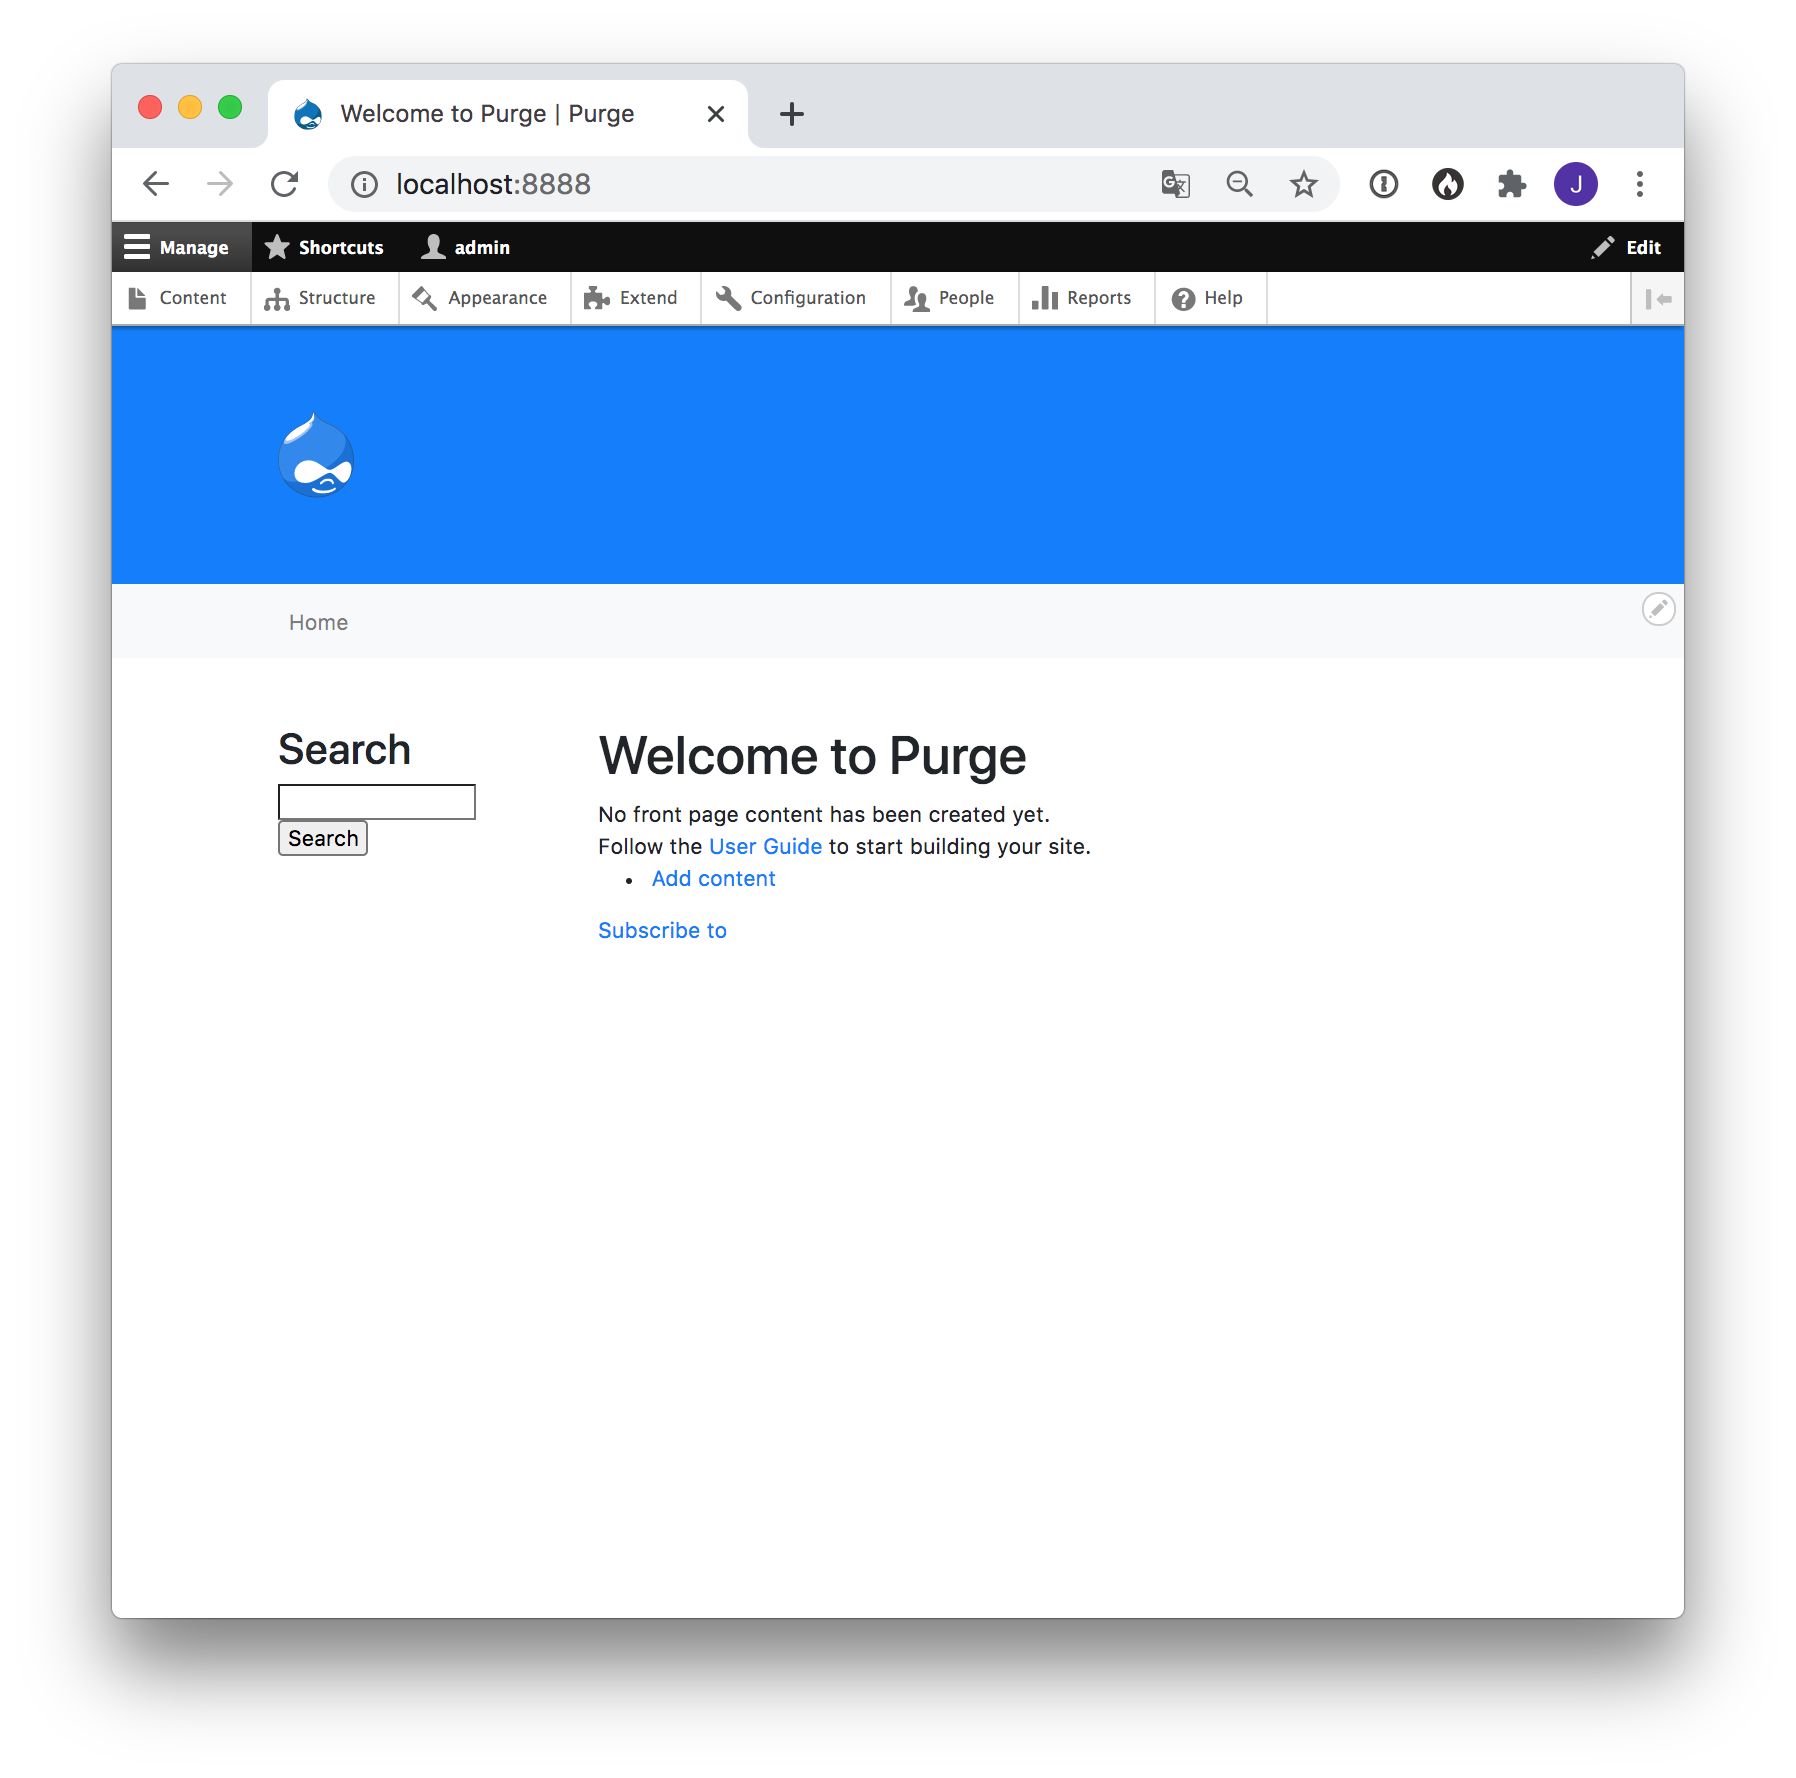 Welcome to Purge | Purge
localhost:8888
J
Manage Shortcuts admin Edit
Content Structure Appearance Extend Configuration People Reports Help
Home
Search
Search
Welcome to Purge
No front page content has been created yet.
Follow the User Guide to start building your site.
• Add content
Subscribe to